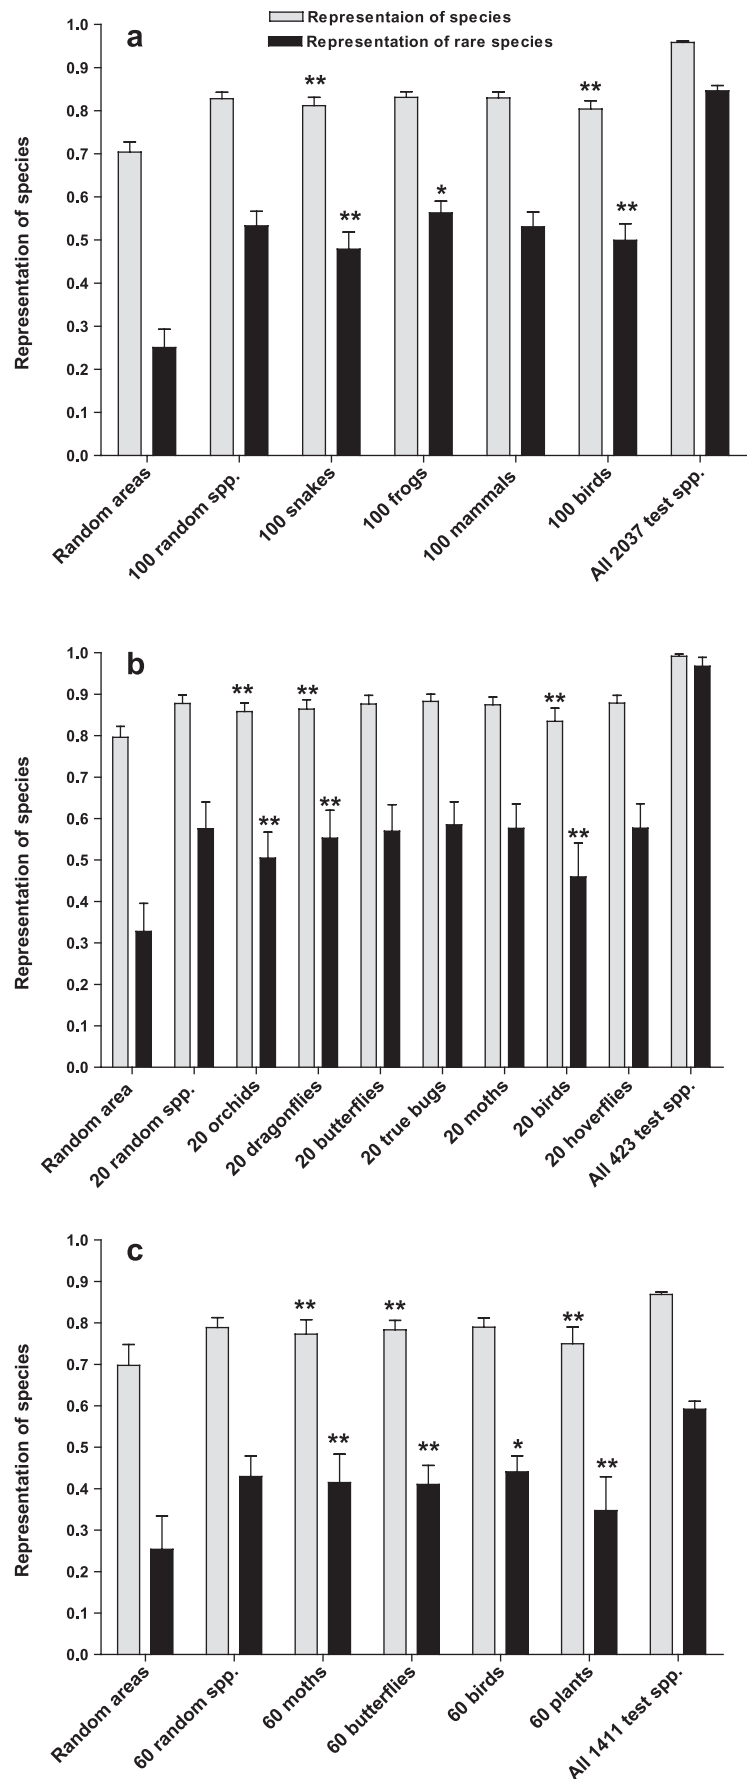 a
Representaion of species
Representation of rare species
Representation of species
1.0
0.9
0.8
0.7
0.6
0.5
0.4
0.3
0.2
0.1
0.0
**
**
**
*
**
**
Random areas
100 random spp.
100 snakes
100 frogs
100 mammals
100 birds
All 2037 test spp.
b
Representation of species
1.0
0.9
0.8
0.7
0.6
0.5
0.4
0.3
0.2
0.1
0.0
**
**
**
**
**
**
Random area
20 random spp.
20 orchids
20 dragonflies
20 butterflies
20 true bugs
20 moths
20 birds
20 hoverflies
All 423 test spp.
c
Representation of species
1.0
0.9
0.8
0.7
0.6
0.5
0.4
0.3
0.2
0.1
0.0
**
**
**
**
**
*
**
Random areas
60 random spp.
60 moths
60 butterflies
60 birds
60 plants
All 1411 test spp.